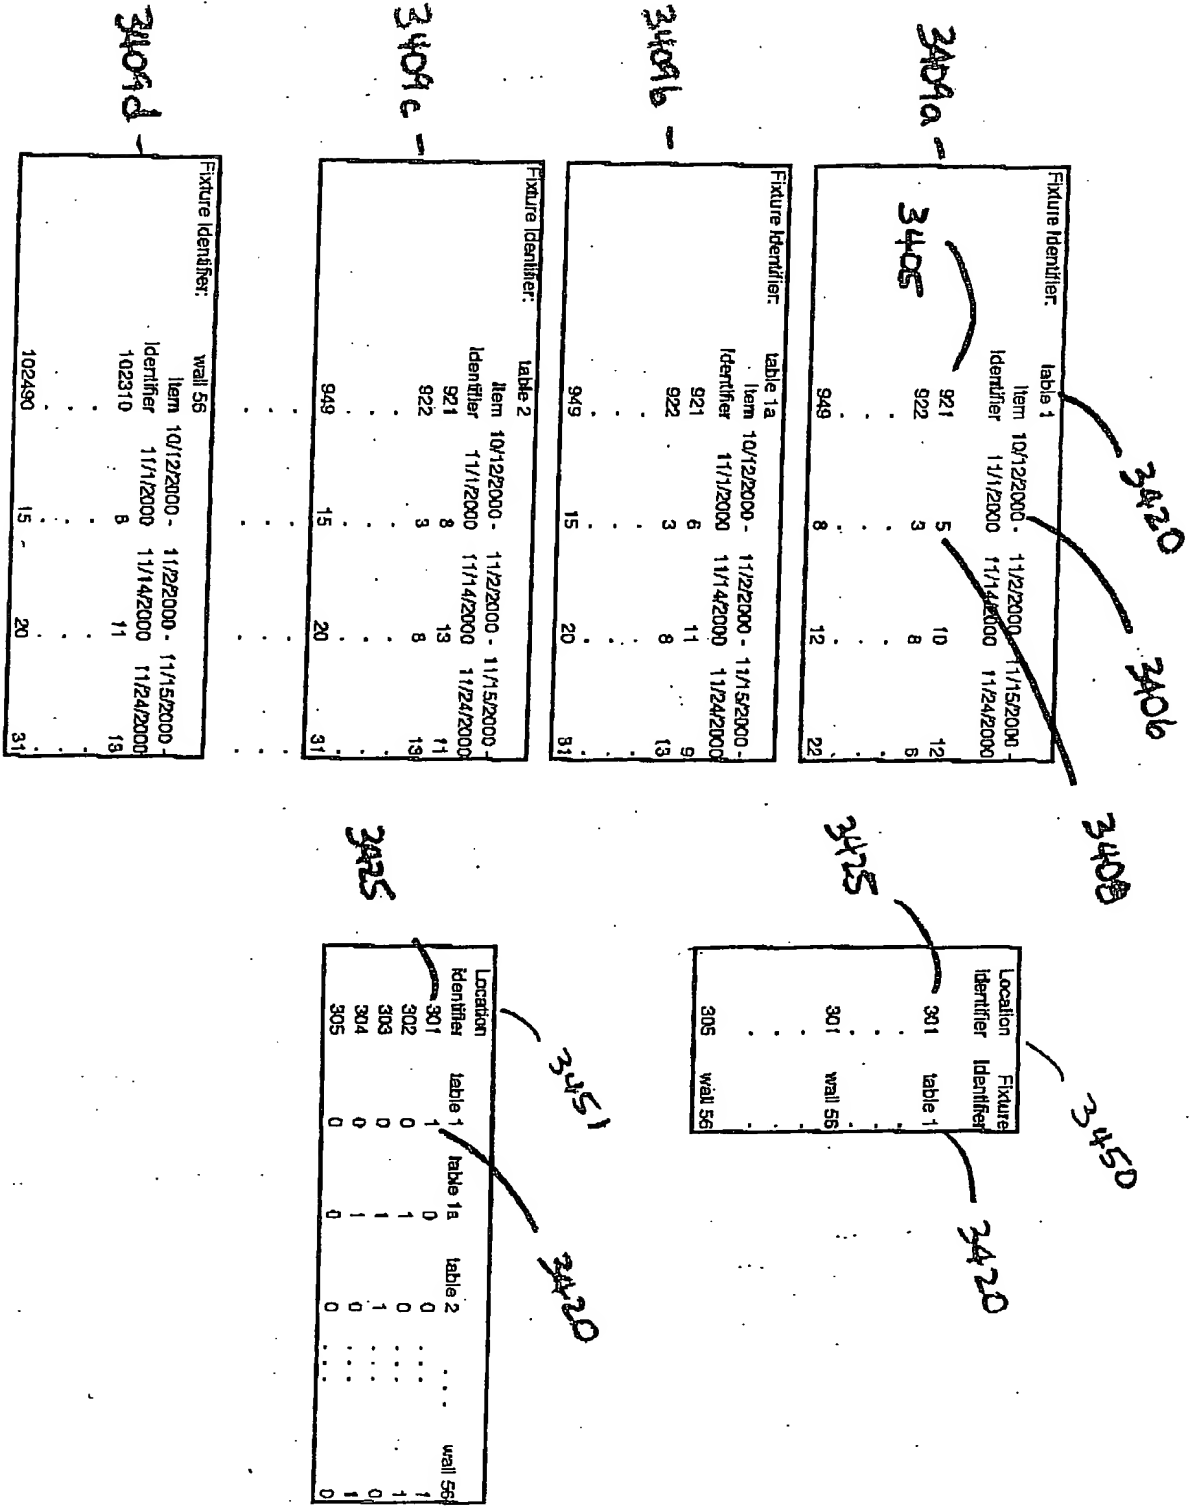 3420
3406
3408
3409a
Fixture Identifier: table 1
Item 10/12/2000 - 11/2/2000 - 11/15/2000 -
Identifier 11/1/2000 11/14/2000 11/24/2000
921 5 10 12
922 3 8 6
. . . .
. . . .
. . . .
949 8 12 22
3405
3409b
Fixture Identifier: table 1a
Item 10/12/2000 - 11/2/2000 - 11/15/2000 -
Identifier 11/1/2000 11/14/2000 11/24/2000
921 6 11 9
922 3 8 13
. . . .
. . . .
. . . .
949 15 20 31
3409c
Fixture Identifier: table 2
Item 10/12/2000 - 11/2/2000 - 11/15/2000 -
Identifier 11/1/2000 11/14/2000 11/24/2000
921 8 13 11
922 3 8 13
. . . .
. . . .
. . . .
949 15 20 31
. . . .
. . . .
. . . .
3409d
Fixture Identifier: wall 56
Item 10/12/2000 - 11/2/2000 - 11/15/2000 -
Identifier 11/1/2000 11/14/2000 11/24/2000
102310 8 11 13
. . . .
. . . .
. . . .
102490 15 20 31
3450
3425
3420
Location Fixture
Identifier Identifier
301 table 1
. .
. .
. .
301 wall 56
. .
. .
. .
305 wall 56
3451
3425
3420
Location
Identifier table 1 table 1a table 2 . . . wall 56
301 1 0 0 . . . 1
302 0 1 0 . . . 1
303 0 1 1 . . . 0
304 0 1 0 . . . 1
305 0 0 0 . . . 0